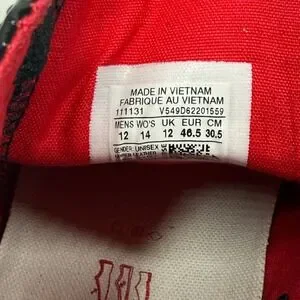 MADE IN VIETNAM
FABRIQUE AU VIETNAM
111131 V549D62201559
MENS WO'S UK EUR CM
12 14 12 46.5 30.5
GENDER: UNISEX
LEATHER